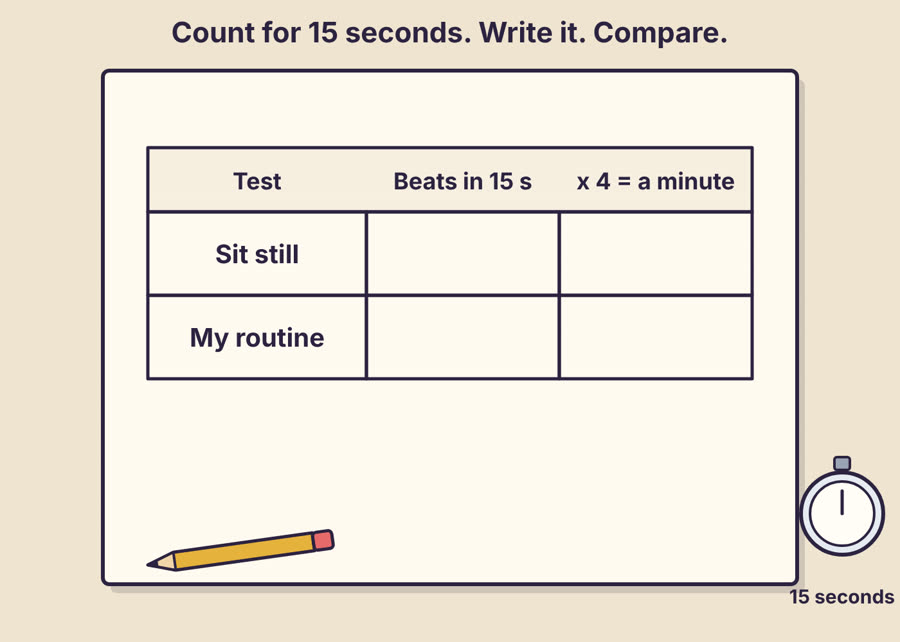 Count for 15 seconds. Write it. Compare.
Test Beats in 15 s x 4 = a minute
Sit still
My routine
15 seconds